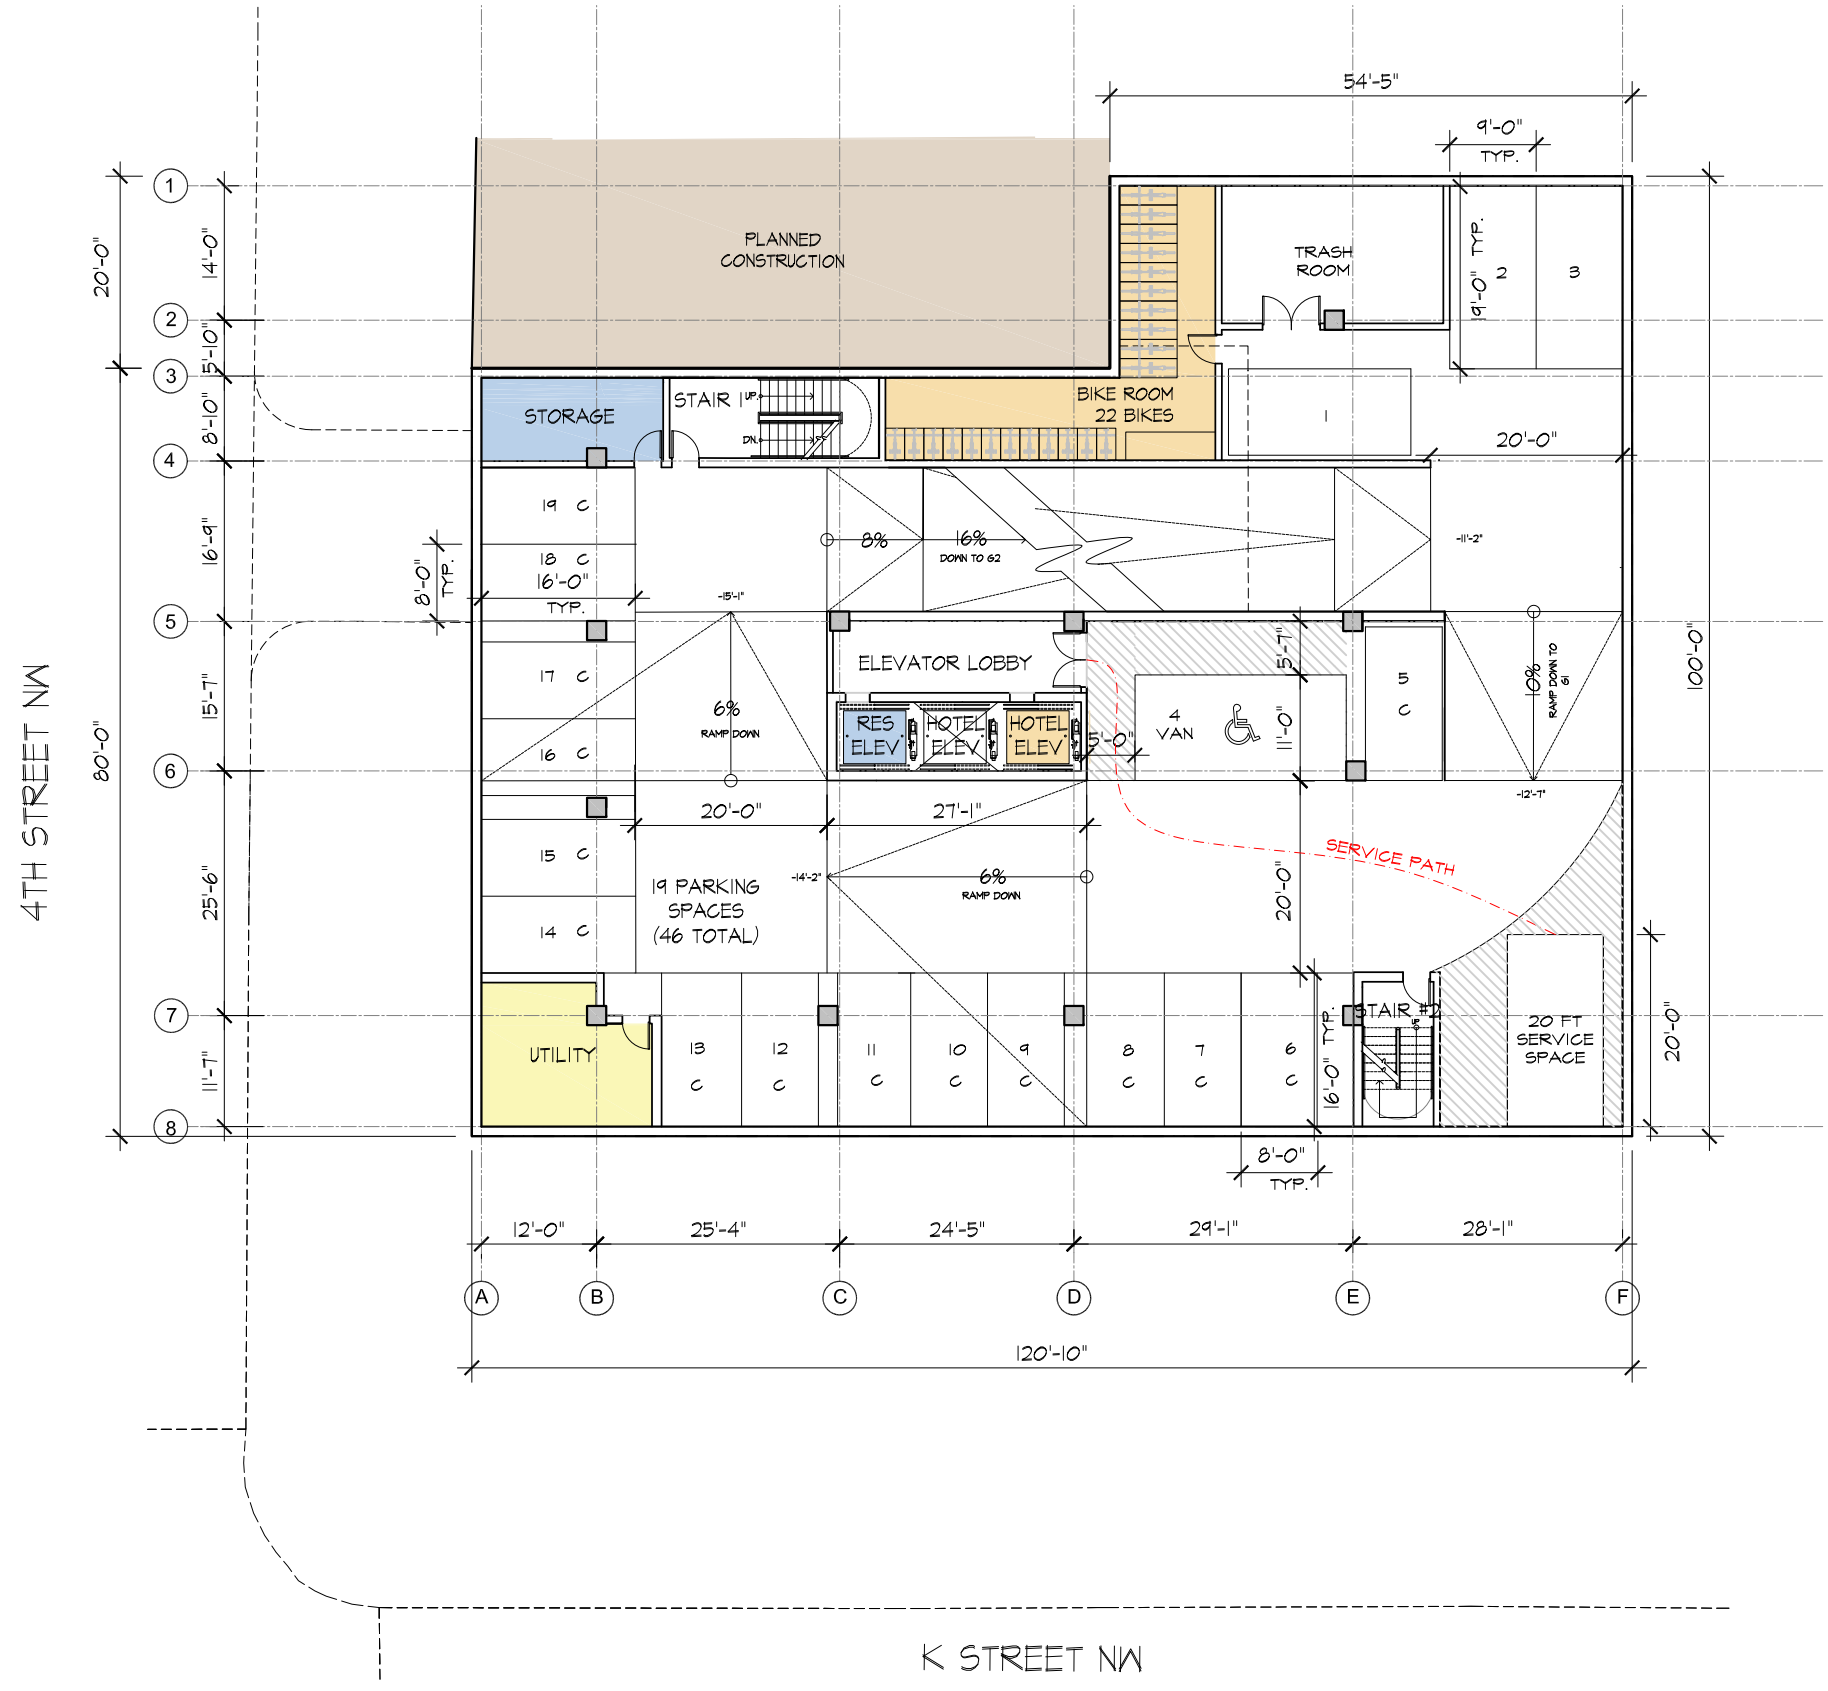 54'-5"
9'-0"
TYP.
1
20'-0"
14'-0"
PLANNED
CONSTRUCTION
TRASH
ROOM
19'-0" TYP.
2
3
2
5'-10"
3
8'-10"
STORAGE
STAIR 1
UP.
DN.
BIKE ROOM
22 BIKES
1
20'-0"
4
16'-9"
19 C
18 C
8'-0"
TYP.
16'-0"
TYP.
8%
16%
DOWN TO G2
-11'-2"
-15'-1"
5
15'-7"
17 C
16 C
6%
RAMP DOWN
ELEVATOR LOBBY
RES
ELEV
HOTEL
ELEV
HOTEL
ELEV
5'-7"
5'-0"
4
VAN
11'-0"
5
C
10%
RAMP DOWN TO
G1
-12'-7"
100'-0"
4TH STREET NW
80'-0"
6
25'-6"
20'-0"
27'-1"
15 C
14 C
19 PARKING
SPACES
(46 TOTAL)
-14'-2"
6%
RAMP DOWN
20'-0"
SERVICE PATH
7
11'-7"
UTILITY
13
C
12
C
11
C
10
C
9
C
8
C
7
C
6
C
16'-0" TYP.
STAIR #2
UP
20 FT
SERVICE
SPACE
20'-0"
8
8'-0"
TYP.
12'-0"
25'-4"
24'-5"
29'-1"
28'-1"
A
B
C
D
E
F
120'-10"
K STREET NW